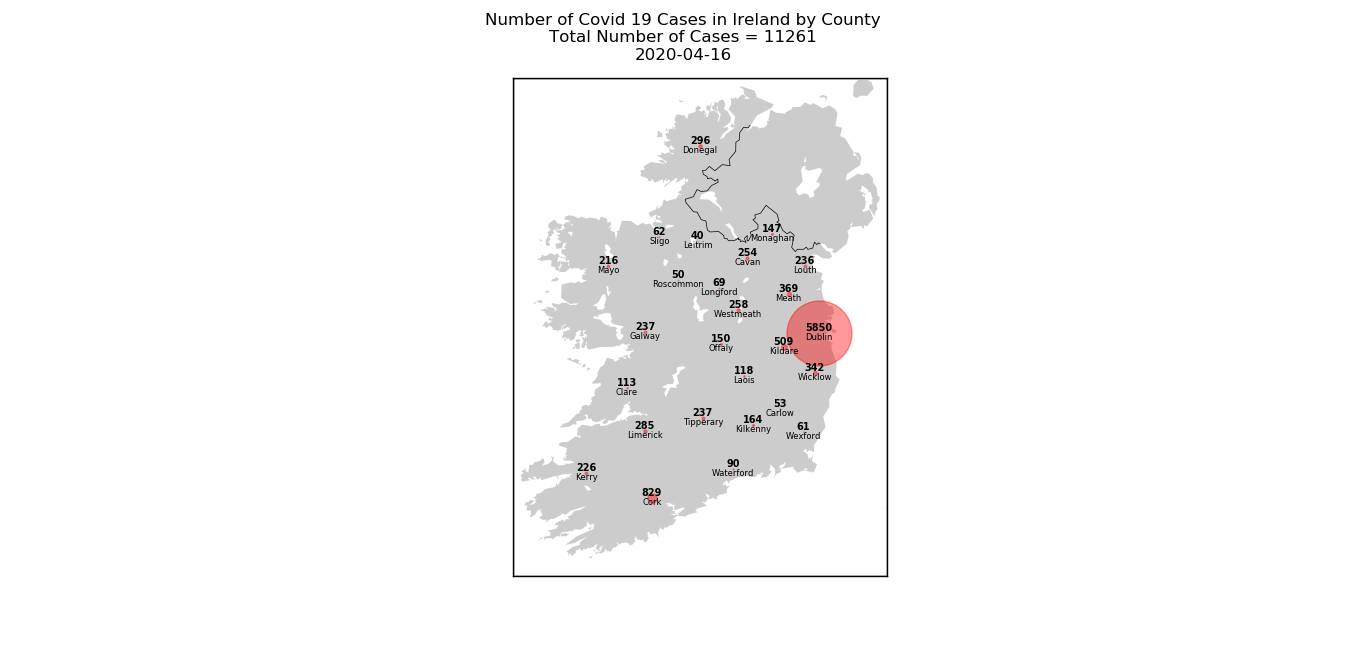 Number of Covid 19 Cases in Ireland by County
Total Number of Cases = 11261
2020-04-16
296
Donegal
147
Monaghan
62
Sligo
40
Leitrim
254
Cavan
216
Mayo
236
Louth
50
Roscommon
69
Longford
369
Meath
258
Westmeath
237
Galway
5850
Dublin
150
Offaly
509
Kildare
118
Laois
342
Wicklow
113
Clare
53
Carlow
237
Tipperary
164
Kilkenny
285
Limerick
61
Wexford
226
Kerry
90
Waterford
829
Cork